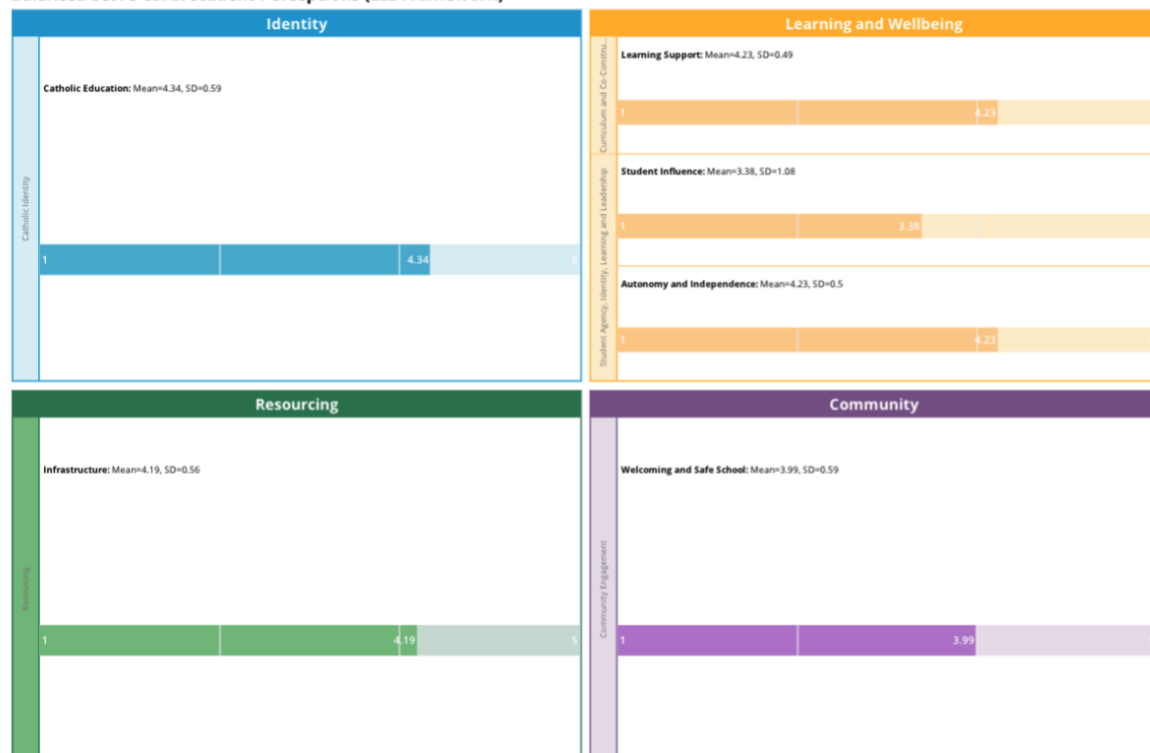 Identity
Catholic Identity
Catholic Education: Mean=4.34, SD=0.59
1 4.34 5
Learning and Wellbeing
Curriculum and Co-Constru...
Learning Support: Mean=4.23, SD=0.49
1 4.23
Student Agency, Identity, Learning and Leadership
Student Influence: Mean=3.38, SD=1.08
1 3.38
Autonomy and Independence: Mean=4.23, SD=0.5
1 4.23
Resourcing
Resourcing
Infrastructure: Mean=4.19, SD=0.56
1 4.19 5
Community
Community Engagement
Welcoming and Safe School: Mean=3.99, SD=0.59
1 3.99